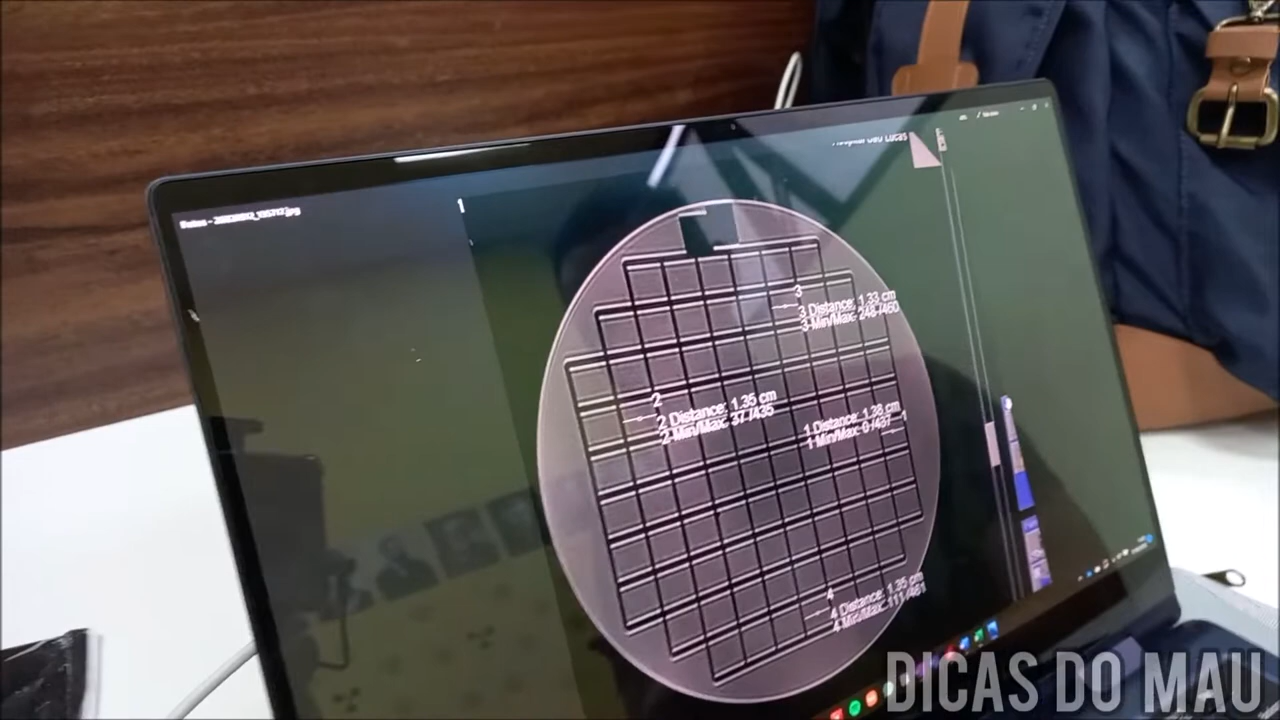 1
3
3 Distance: 1.33 cm
3 Min/Max: 248 /460
2
2 Distance: 1.35 cm
2 Min/Max: 37 /435
1 Distance: 1.38 cm
1
1 Min/Max: 0 /437
4
4 Distance: 1.35 cm
4 Min/Max: 111 /461
DICAS DO MAU